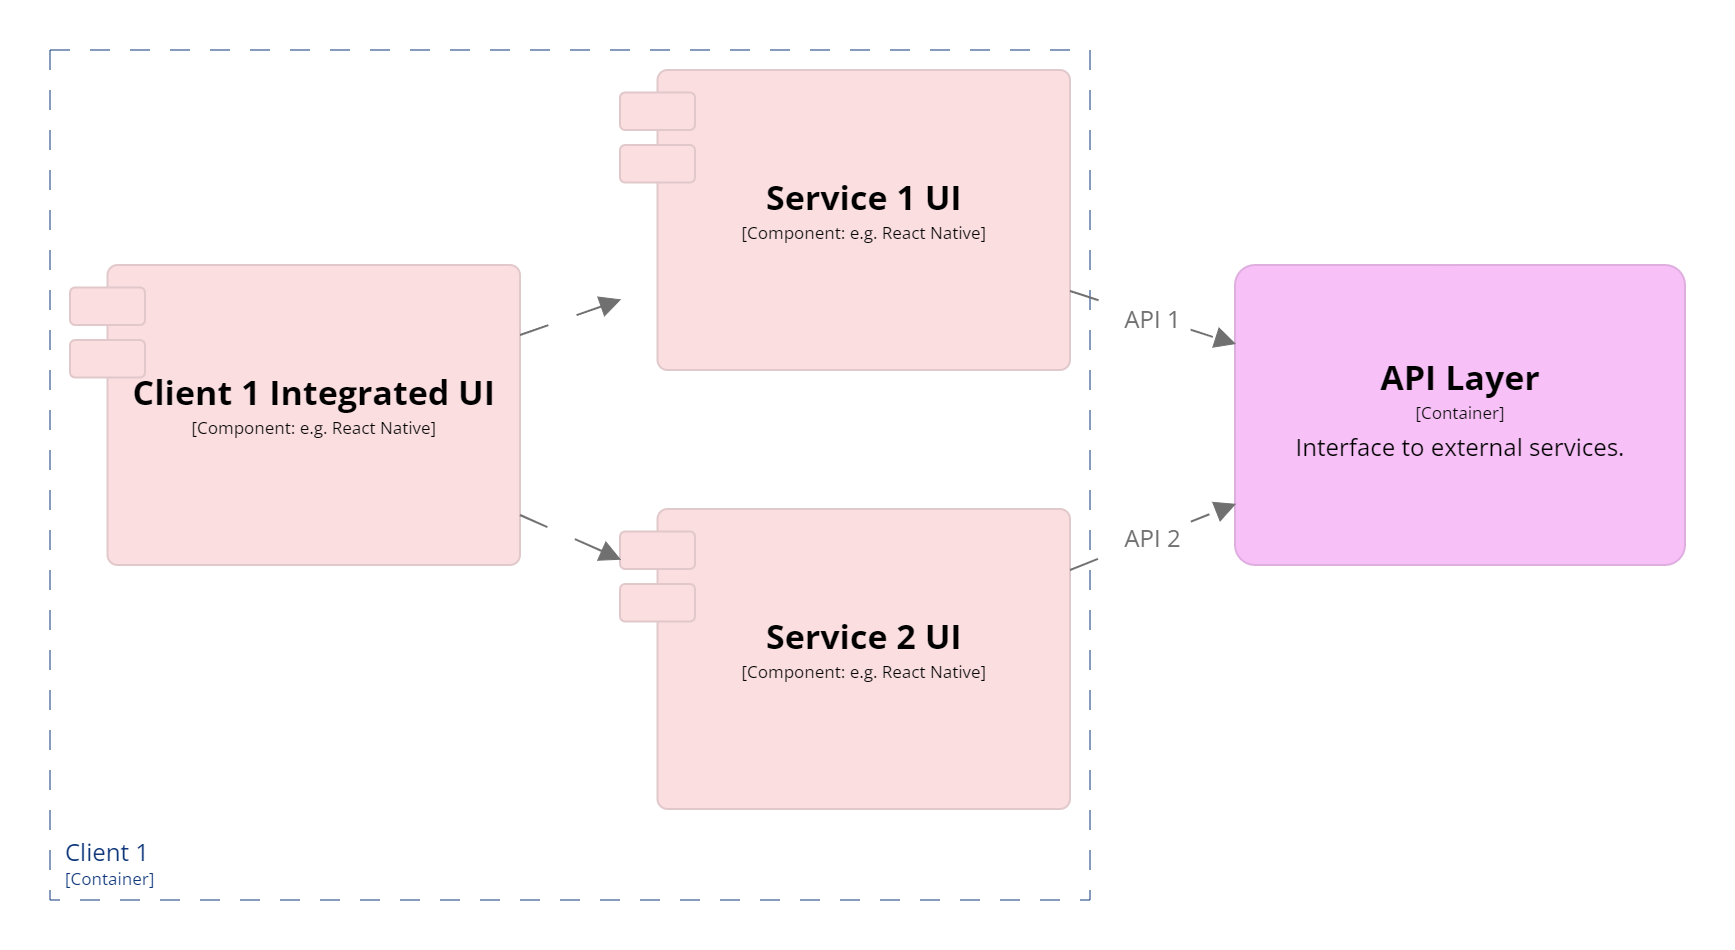 Service 1 UI
[Component: e.g. React Native]
Client 1 Integrated UI
[Component: e.g. React Native]
API 1
API Layer
[Container]
Interface to external services.
API 2
Service 2 UI
[Component: e.g. React Native]
Client 1
[Container]